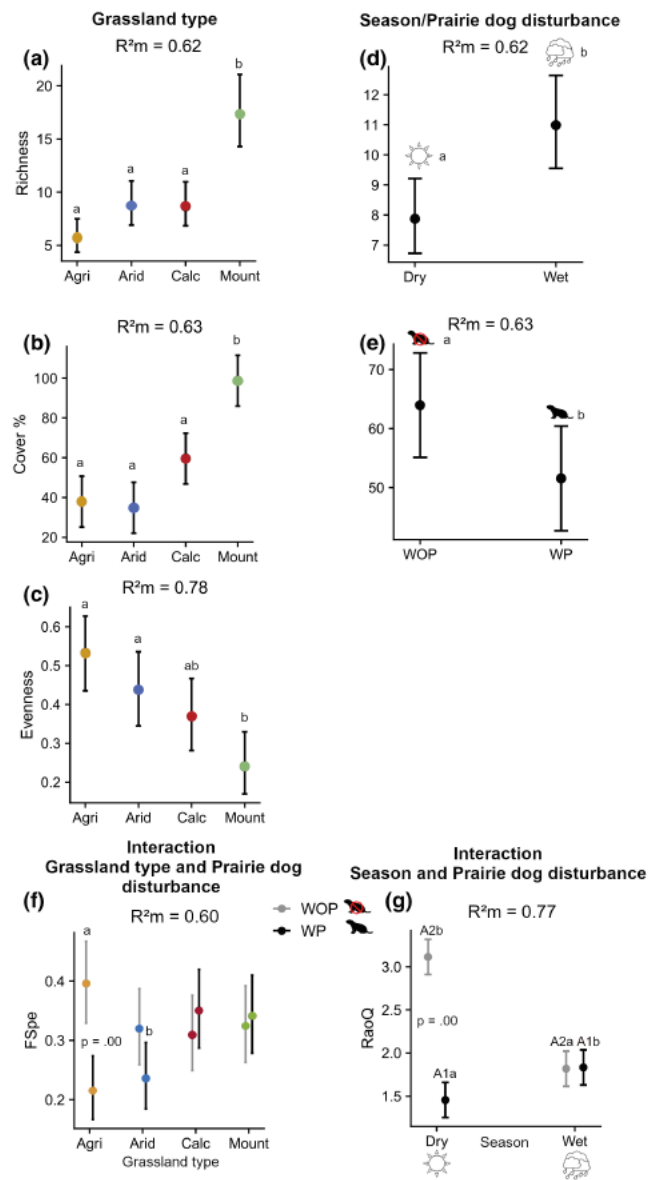 Grassland type
R²m = 0.62
(a)
b
20
15
10
5
Richness
a
a
a
Agri Arid Calc Mount
Season/Prairie dog disturbance
(d)
R²m = 0.62
b
12
11
10
9
8
7
a
Dry Wet
R²m = 0.63
(b)
b
100
80
60
40
20
Cover %
a
a
a
Agri Arid Calc Mount
(e)
R²m = 0.63
a
b
70
60
50
WOP WP
(c)
R²m = 0.78
a
a
ab
b
0.6
0.5
0.4
0.3
0.2
Evenness
Agri Arid Calc Mount
Interaction
Grassland type and Prairie dog
disturbance
(f)
R²m = 0.60
WOP
WP
a
b
0.4
0.3
0.2
FSpe
p = .00
Agri Arid Calc Mount
Grassland type
Interaction
Season and Prairie dog disturbance
(g)
R²m = 0.77
A2b
3.0
2.5
2.0
1.5
RaoQ
p = .00
A2a A1b
A1a
Dry Season Wet